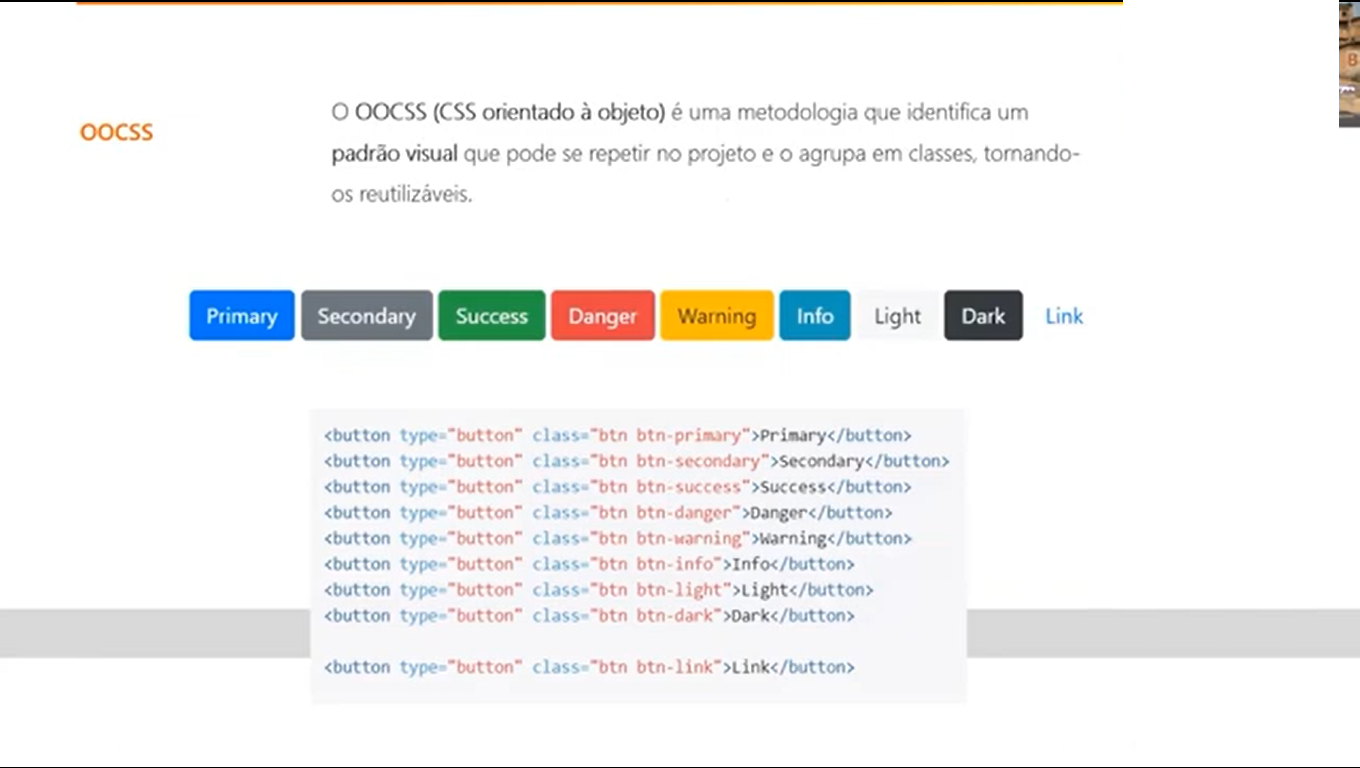 OOCSS
O OOCSS (CSS orientado à objeto) é uma metodologia que identifica um
padrão visual que pode se repetir no projeto e o agrupa em classes, tornando-
os reutilizáveis.
Primary Secondary Success Danger Warning Info Light Dark Link
<button type="button" class="btn btn-primary">Primary</button>
<button type="button" class="btn btn-secondary">Secondary</button>
<button type="button" class="btn btn-success">Success</button>
<button type="button" class="btn btn-danger">Danger</button>
<button type="button" class="btn btn-warning">Warning</button>
<button type="button" class="btn btn-info">Info</button>
<button type="button" class="btn btn-light">Light</button>
<button type="button" class="btn btn-dark">Dark</button>
<button type="button" class="btn btn-link">Link</button>